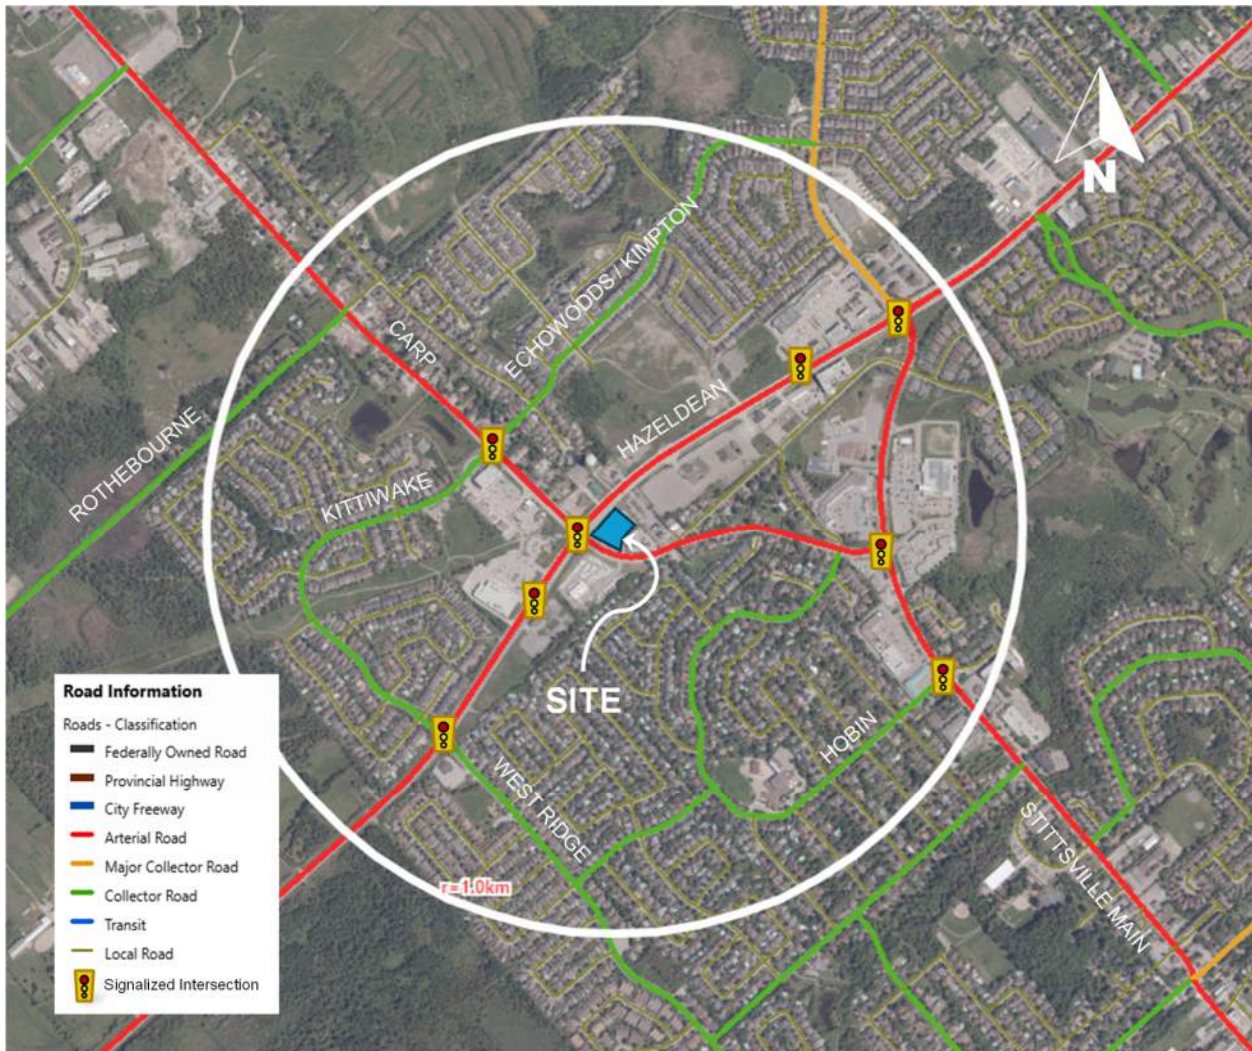 N
ECHOWODDS / KIMPTON
CARP
HAZELDEAN
ROTHEBOURNE
KITTIWAKE
SITE
HOBIN
WEST RIDGE
STITTSVILLE MAIN
r=1.0km
Road Information
Roads - Classification
Federally Owned Road
Provincial Highway
City Freeway
Arterial Road
Major Collector Road
Collector Road
Transit
Local Road
Signalized Intersection